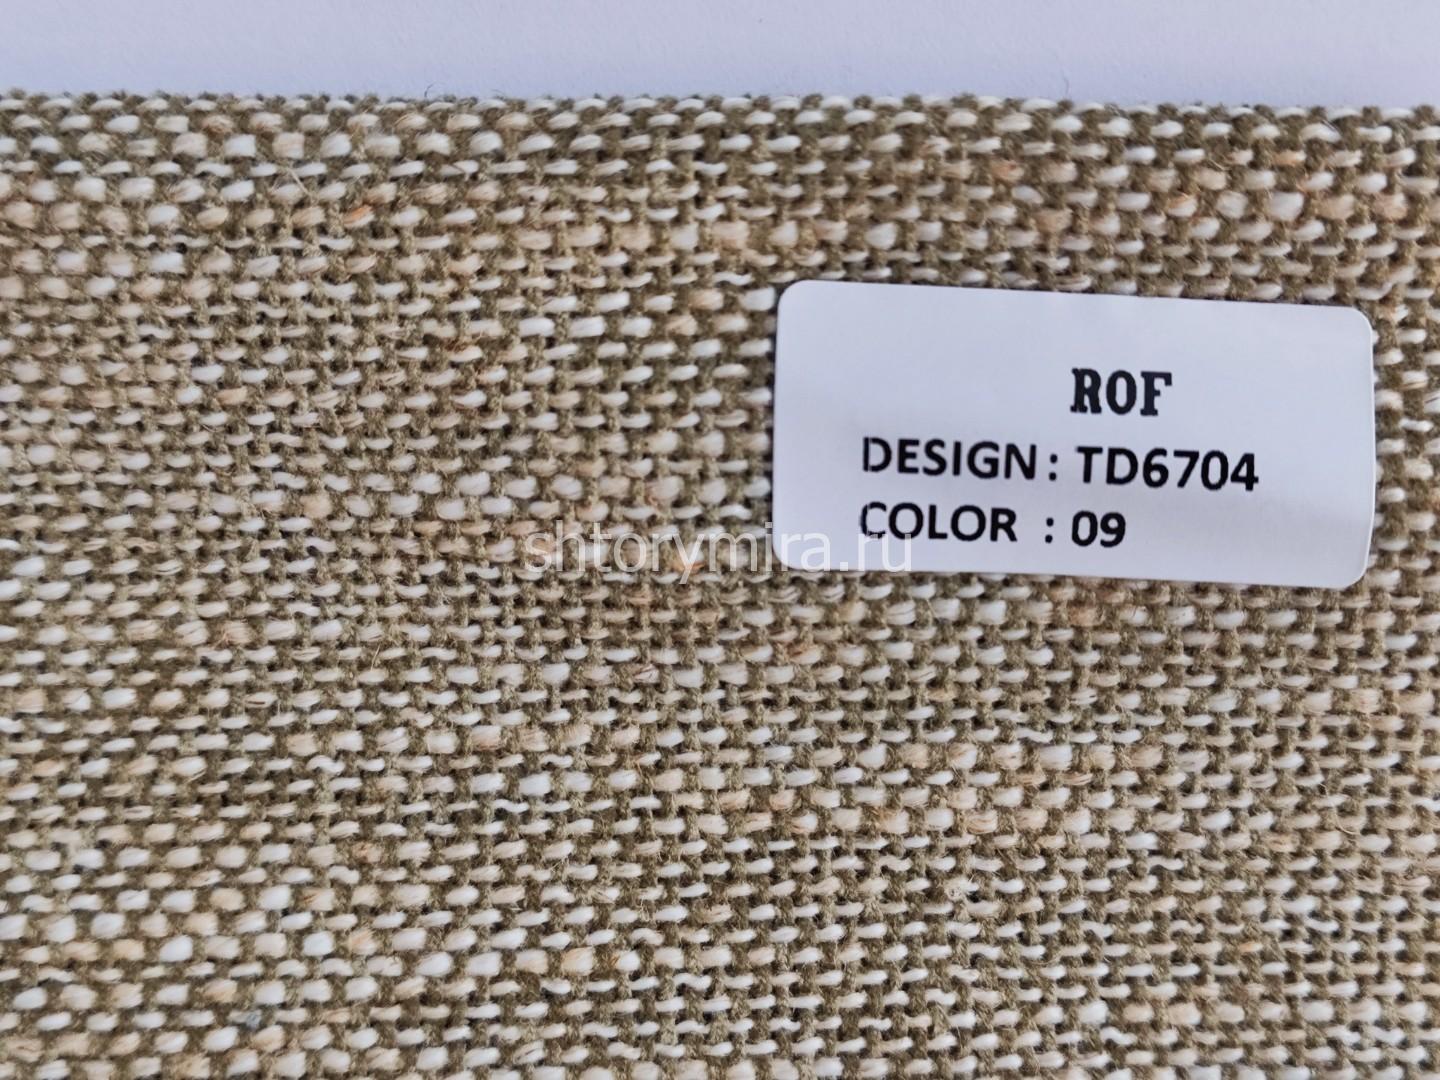 ROF
DESIGN : TD6704
COLOR : 09
shtorymira.ru